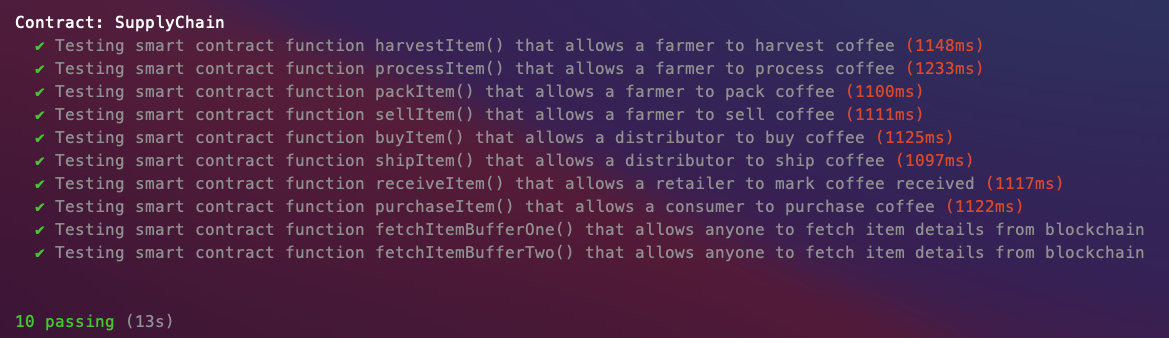 Contract: SupplyChain
✔ Testing smart contract function harvestItem() that allows a farmer to harvest coffee (1148ms)
✔ Testing smart contract function processItem() that allows a farmer to process coffee (1233ms)
✔ Testing smart contract function packItem() that allows a farmer to pack coffee (1100ms)
✔ Testing smart contract function sellItem() that allows a farmer to sell coffee (1111ms)
✔ Testing smart contract function buyItem() that allows a distributor to buy coffee (1125ms)
✔ Testing smart contract function shipItem() that allows a distributor to ship coffee (1097ms)
✔ Testing smart contract function receiveItem() that allows a retailer to mark coffee received (1117ms)
✔ Testing smart contract function purchaseItem() that allows a consumer to purchase coffee (1122ms)
✔ Testing smart contract function fetchItemBufferOne() that allows anyone to fetch item details from blockchain
✔ Testing smart contract function fetchItemBufferTwo() that allows anyone to fetch item details from blockchain
10 passing (13s)